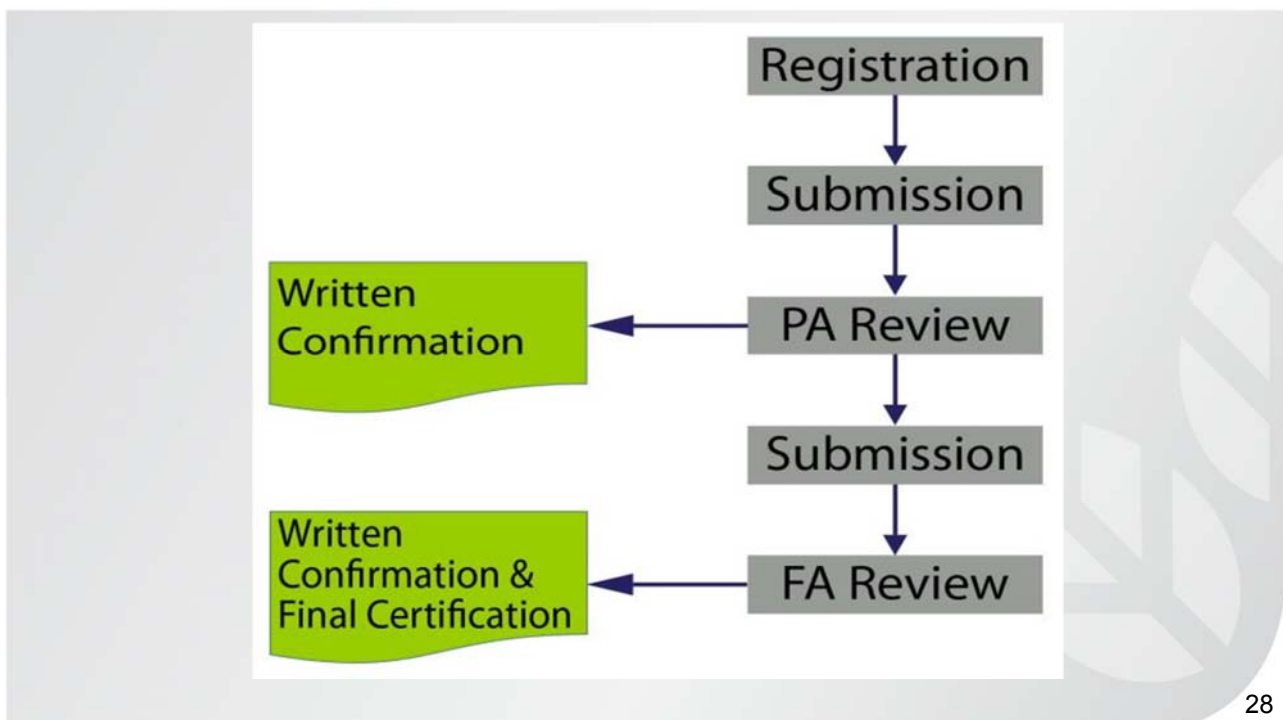 Registration
Submission
Written
Confirmation
PA Review
Submission
Written
Confirmation &
Final Certification
FA Review
28